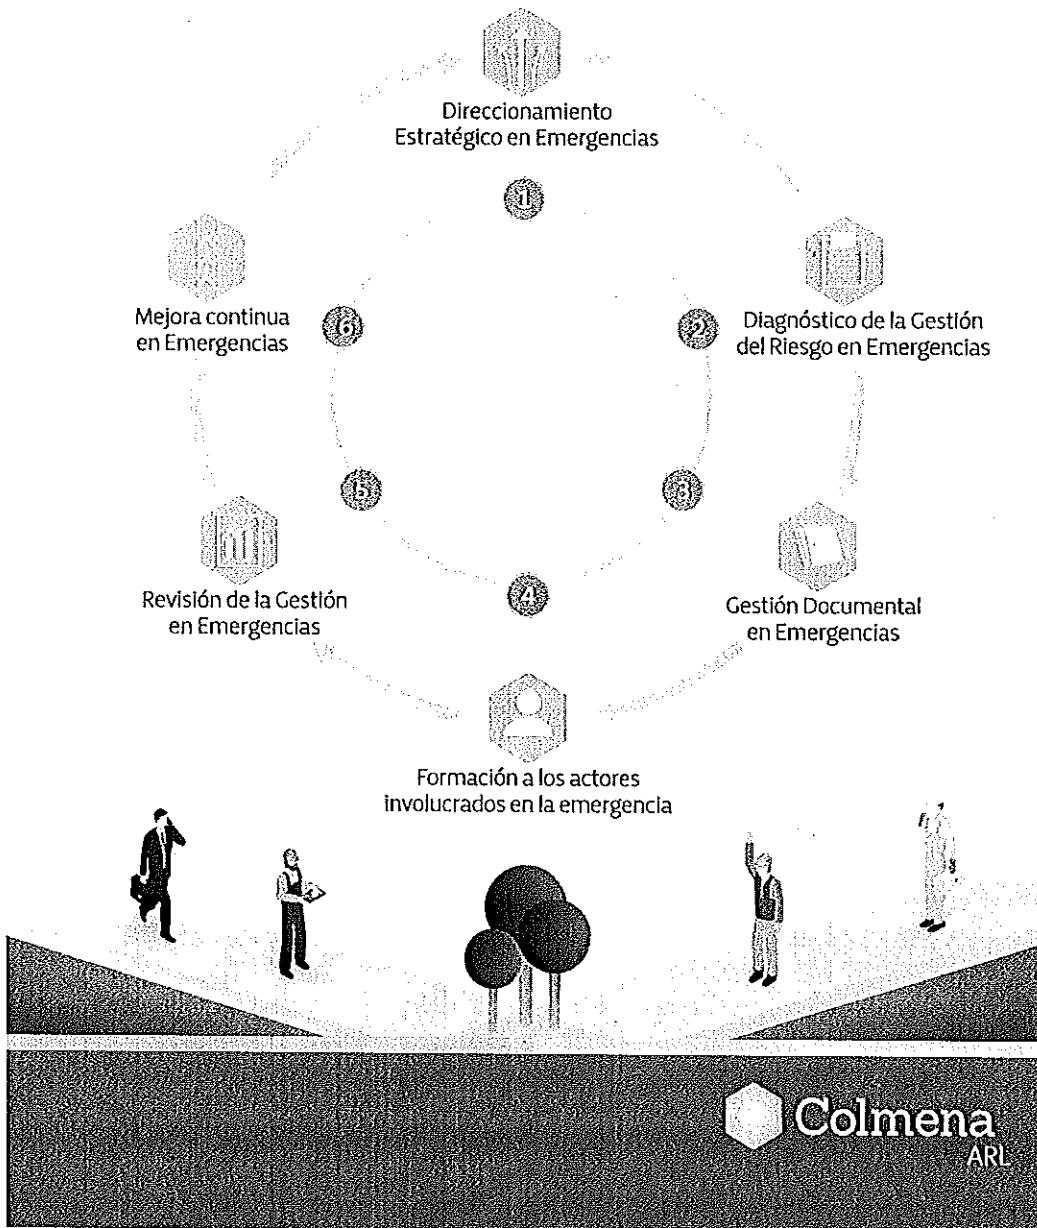 Direccionamiento
Estratégico en Emergencias
1
Mejora continua
en Emergencias
6
2
Diagnóstico de la Gestión
del Riesgo en Emergencias
5
3
Revisión de la Gestión
en Emergencias
4
Gestión Documental
en Emergencias
Formación a los actores
involucrados en la emergencia
Colmena
ARL